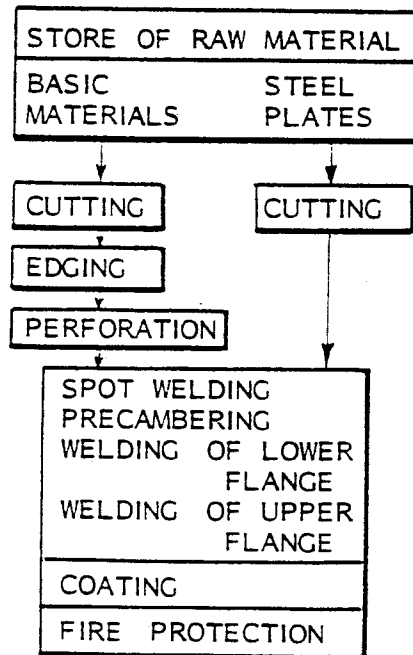 STORE OF RAW MATERIAL
BASIC STEEL
MATERIALS PLATES
CUTTING CUTTING
EDGING
PERFORATION
SPOT WELDING
PRECAMBERING
WELDING OF LOWER
FLANGE
WELDING OF UPPER
FLANGE
COATING
FIRE PROTECTION